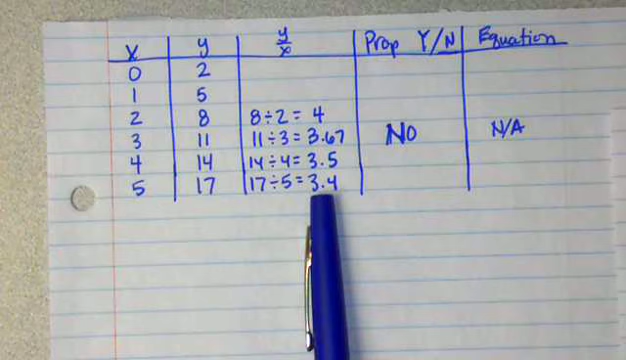 x y y/x Prop Y/N Equation
0 2
1 5
2 8 8÷2= 4
3 11 11÷3=3.67 No N/A
4 14 14÷4=3.5
5 17 17÷5=3.4